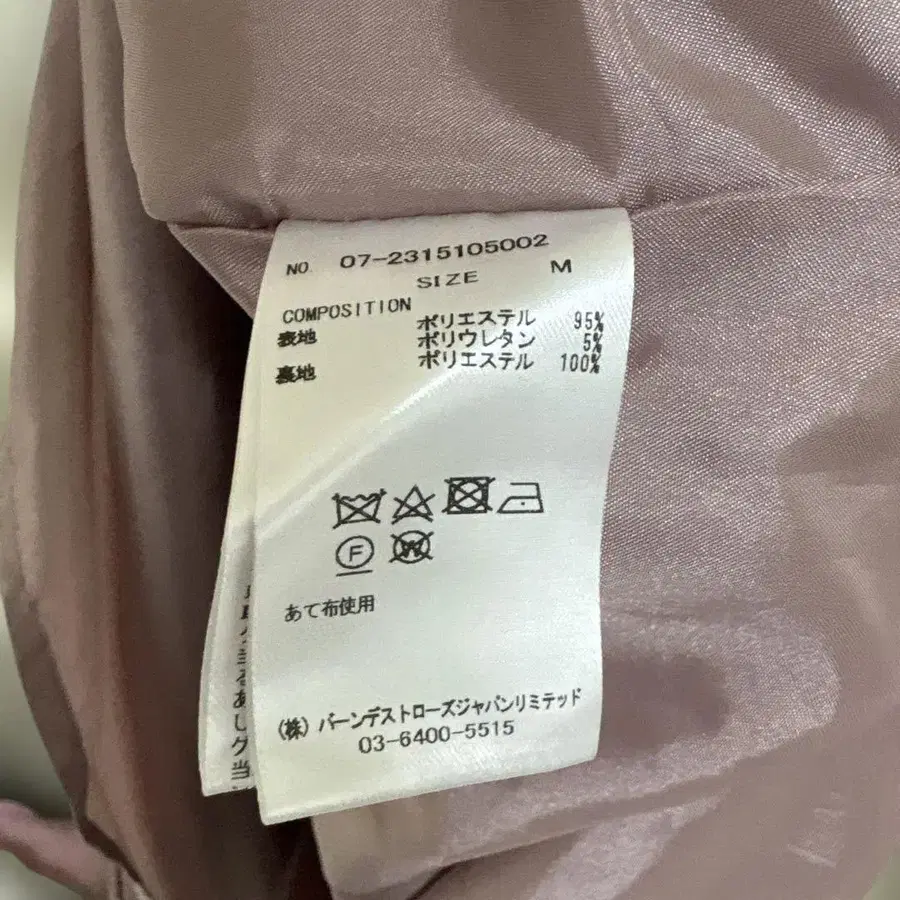 NO. 07-2315105002
SIZE M
COMPOSITION
表地 ポリエステル 95%
ポリウレタン 5%
裏地 ポリエステル 100%
F
W
あて布使用
(株) バーンデストローズジャパンリミテッド
03-6400-5515